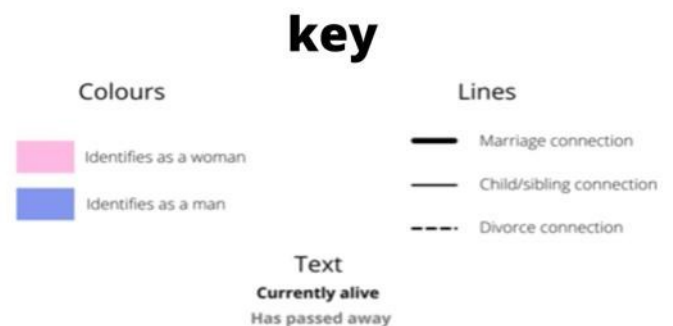 key
Colours
Identifies as a woman
Identifies as a man
Lines
Marriage connection
Child/sibling connection
Divorce connection
Text
Currently alive
Has passed away